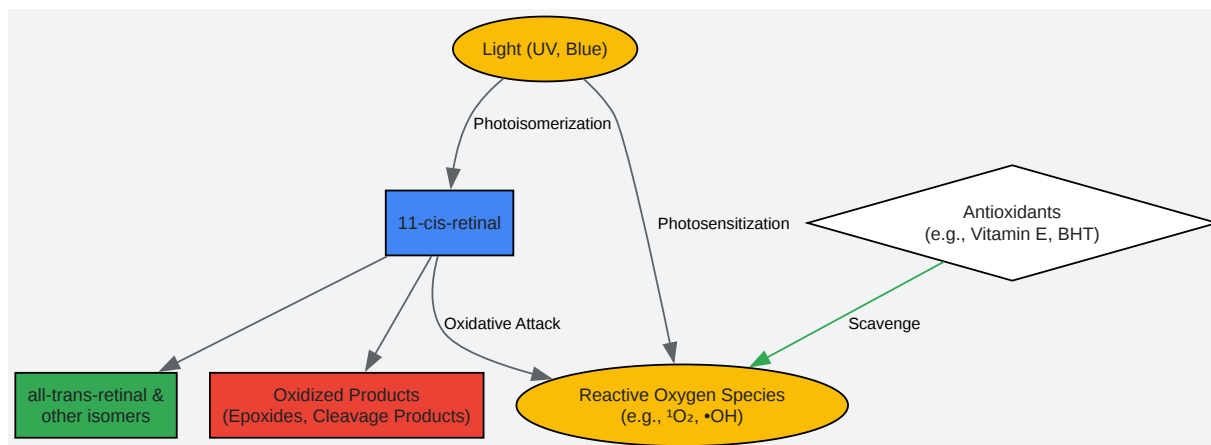 Light (UV, Blue)
Photoisomerization
11-cis-retinal
Photosensitization
Antioxidants
(e.g., Vitamin E, BHT)
Oxidative Attack
Scavenge
all-trans-retinal &
other isomers
Oxidized Products
(Epoxides, Cleavage Products)
Reactive Oxygen Species
(e.g., ¹O₂, •OH)